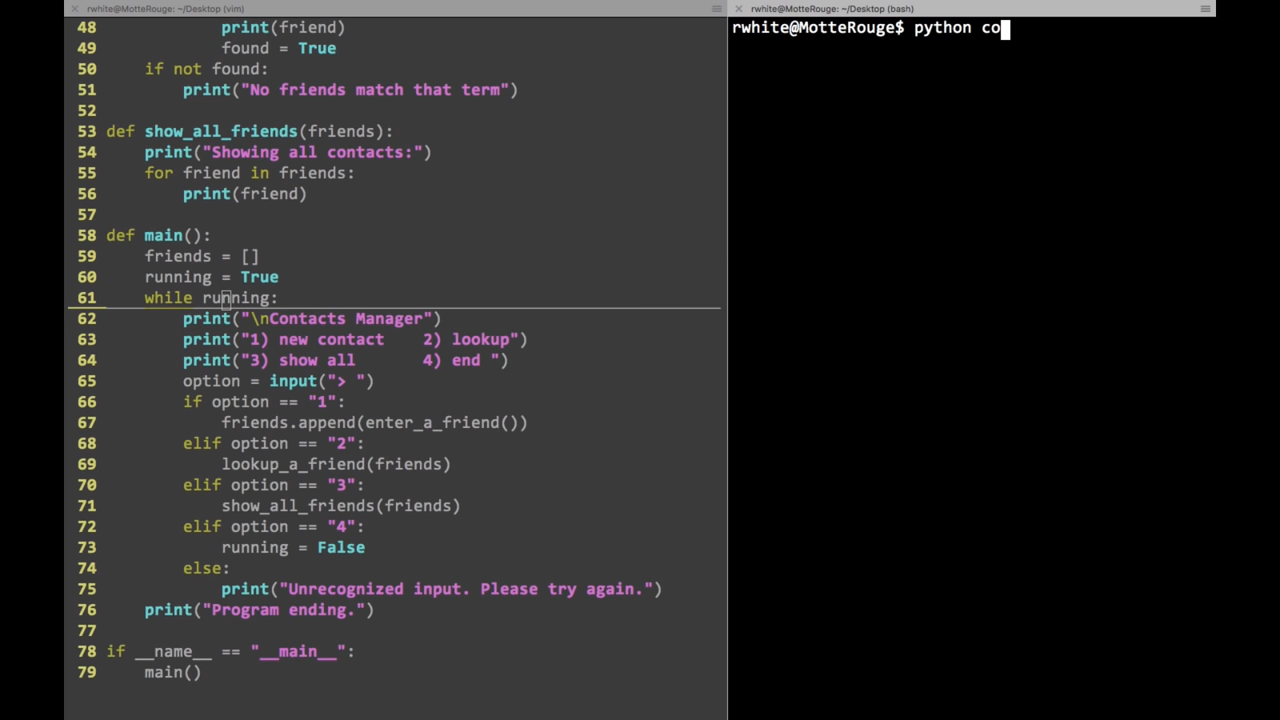 rwhite@MotteRouge: ~/Desktop (vim)
48             print(friend)
49             found = True
50     if not found:
51         print("No friends match that term")
52
53 def show_all_friends(friends):
54     print("Showing all contacts:")
55     for friend in friends:
56         print(friend)
57
58 def main():
59     friends = []
60     running = True
61     while running:
62         print("\nContacts Manager")
63         print("1) new contact    2) lookup")
64         print("3) show all       4) end ")
65         option = input("> ")
66         if option == "1":
67             friends.append(enter_a_friend())
68         elif option == "2":
69             lookup_a_friend(friends)
70         elif option == "3":
71             show_all_friends(friends)
72         elif option == "4":
73             running = False
74         else:
75             print("Unrecognized input. Please try again.")
76     print("Program ending.")
77
78 if __name__ == "__main__":
79     main()
rwhite@MotteRouge: ~/Desktop (bash)
rwhite@MotteRouge$ python co